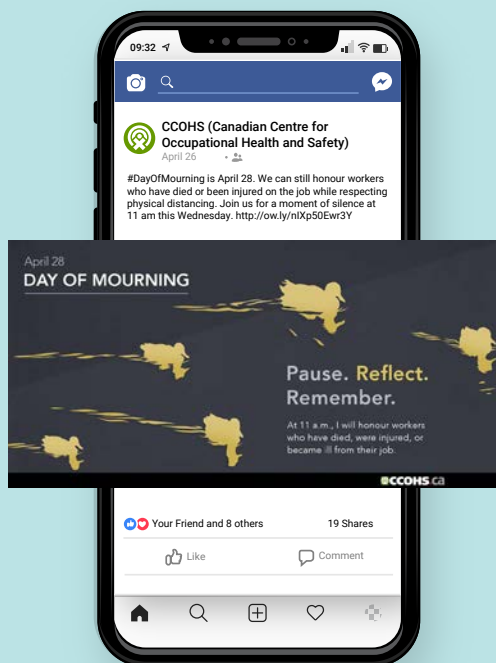 09:32
CCOHS (Canadian Centre for
Occupational Health and Safety)
April 26
#DayOfMourning is April 28. We can still honour workers
who have died or been injured on the job while respecting
physical distancing. Join us for a moment of silence at
11 am this Wednesday. http://ow.ly/nIXp50Ewr3Y
April 28
DAY OF MOURNING
Pause. Reflect.
Remember.
At 11 a.m., I will honour workers
who have died, were injured, or
became ill from their job.
CCOHS.ca
Your Friend and 8 others
19 Shares
Like
Comment